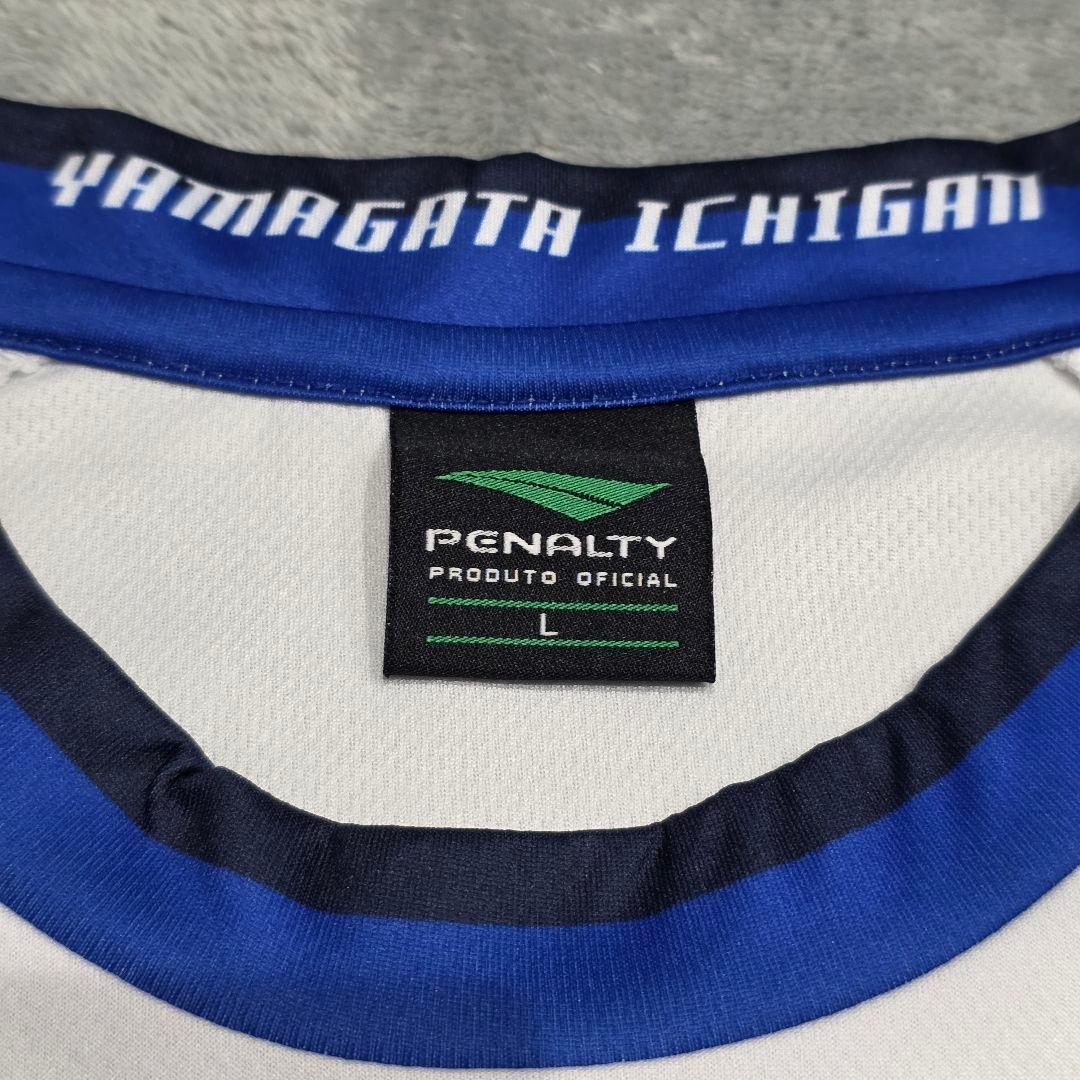 YAMAGATA ICHIGAN
PENALTY
PRODUTO OFICIAL
L